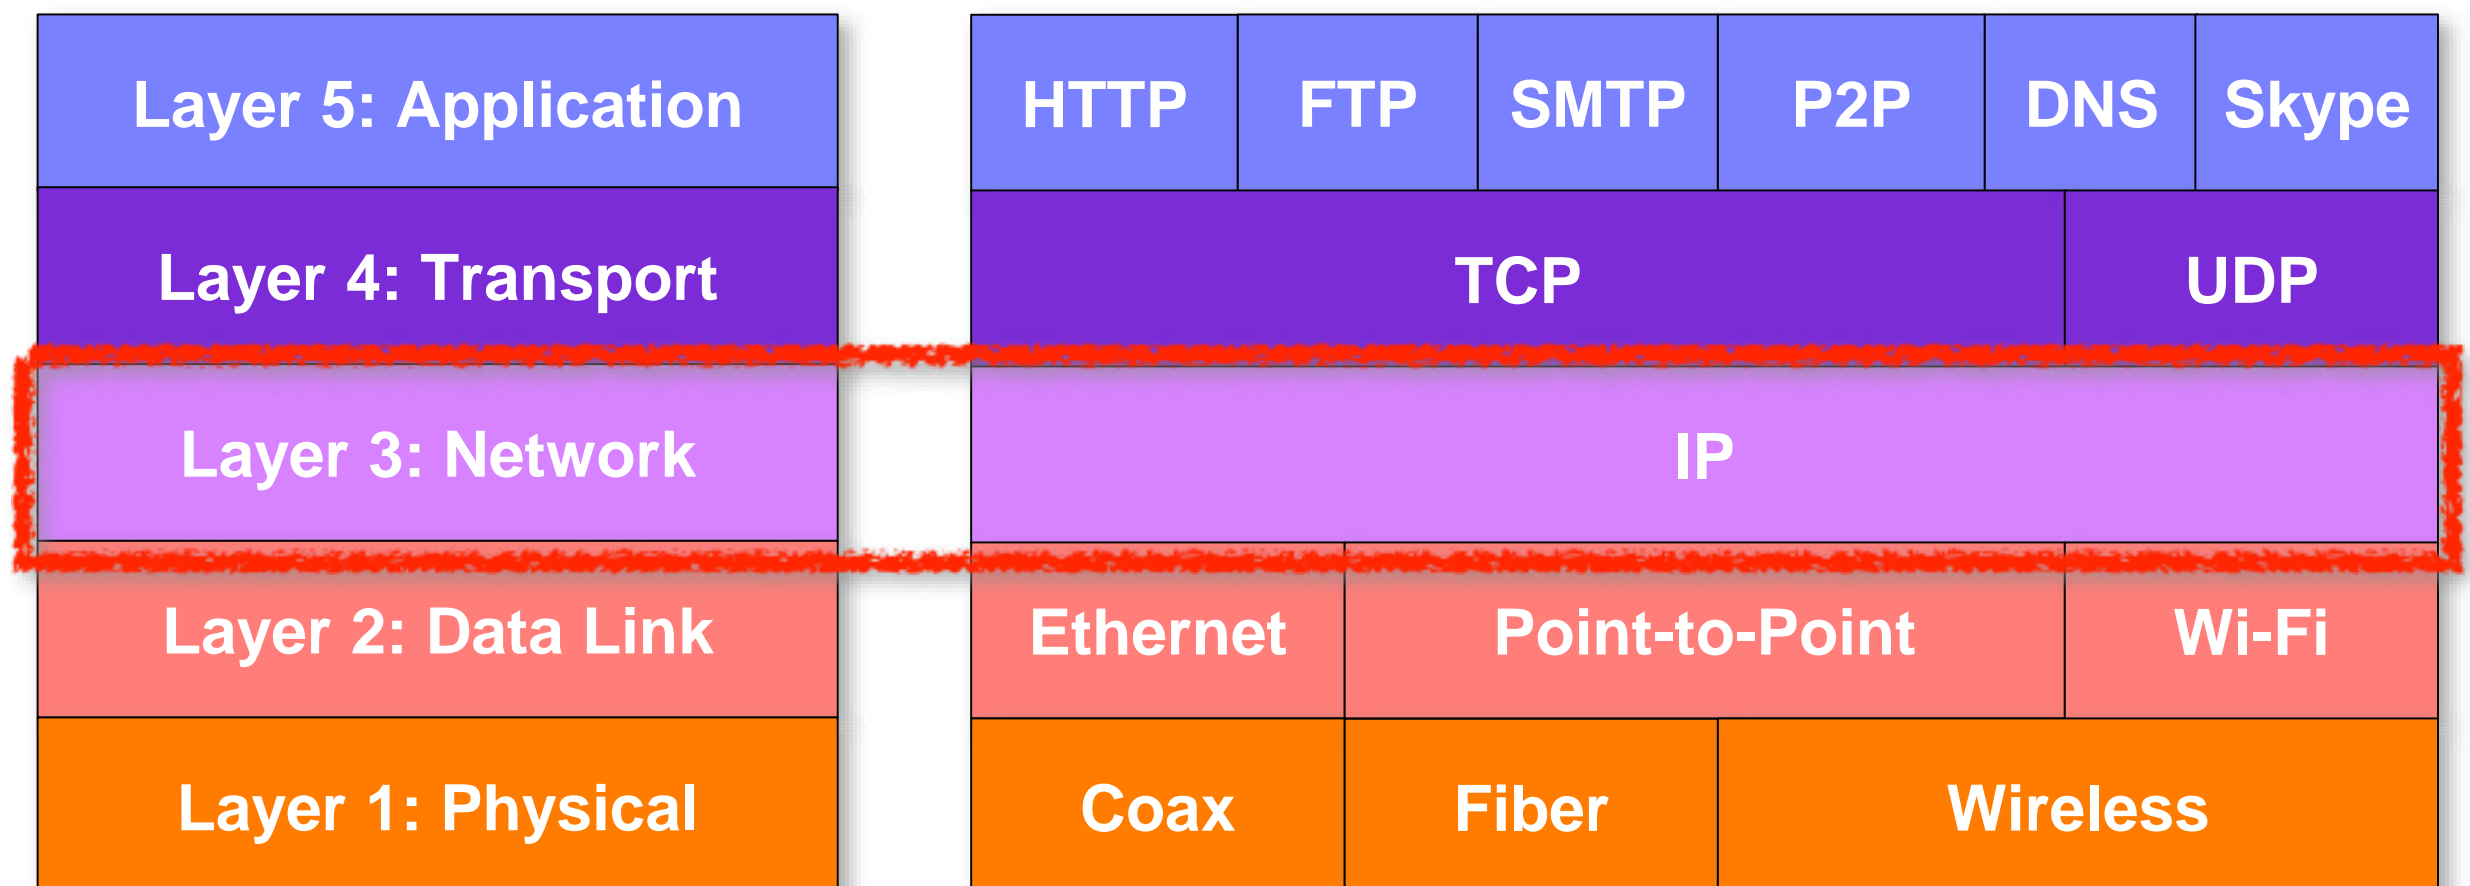 Layer 5: Application
HTTP FTP SMTP P2P DNS Skype
Layer 4: Transport
TCP UDP
Layer 3: Network
IP
Layer 2: Data Link
Ethernet Point-to-Point Wi-Fi
Layer 1: Physical
Coax Fiber Wireless